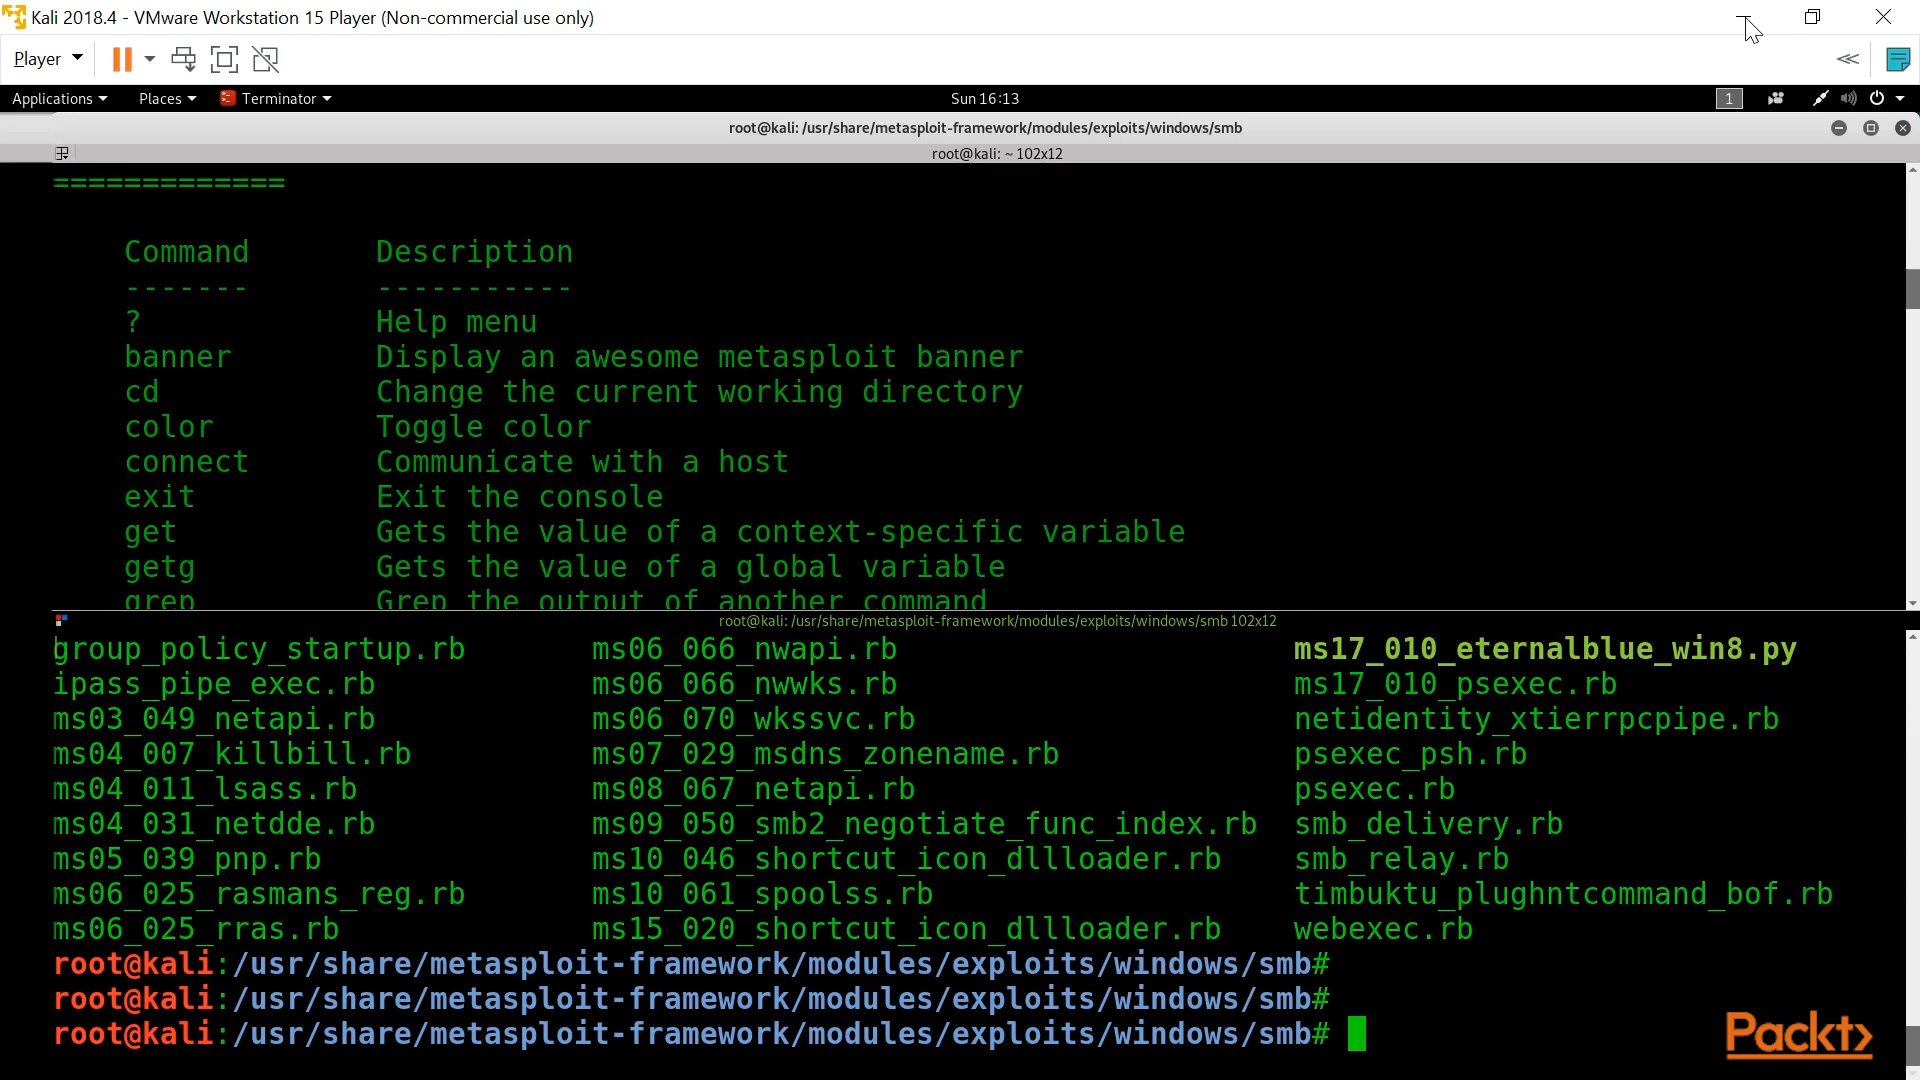 Kali 2018.4 - VMware Workstation 15 Player (Non-commercial use only)
Player
Applications Places Terminator Sun 16:13 1
root@kali: /usr/share/metasploit-framework/modules/exploits/windows/smb
root@kali: ~ 102x12
=============
Command Description
------- -----------
? Help menu
banner Display an awesome metasploit banner
cd Change the current working directory
color Toggle color
connect Communicate with a host
exit Exit the console
get Gets the value of a context-specific variable
getg Gets the value of a global variable
grep Grep the output of another command
root@kali: /usr/share/metasploit-framework/modules/exploits/windows/smb 102x12
group_policy_startup.rb ms06_066_nwapi.rb ms17_010_eternalblue_win8.py
ipass_pipe_exec.rb ms06_066_nwwks.rb ms17_010_psexec.rb
ms03_049_netapi.rb ms06_070_wkssvc.rb netidentity_xtierrpcpipe.rb
ms04_007_killbill.rb ms07_029_msdns_zonename.rb psexec_psh.rb
ms04_011_lsass.rb ms08_067_netapi.rb psexec.rb
ms04_031_netdde.rb ms09_050_smb2_negotiate_func_index.rb smb_delivery.rb
ms05_039_pnp.rb ms10_046_shortcut_icon_dllloader.rb smb_relay.rb
ms06_025_rasmans_reg.rb ms10_061_spoolss.rb timbuktu_plughntcommand_bof.rb
ms06_025_rras.rb ms15_020_shortcut_icon_dllloader.rb webexec.rb
root@kali:/usr/share/metasploit-framework/modules/exploits/windows/smb#
root@kali:/usr/share/metasploit-framework/modules/exploits/windows/smb#
root@kali:/usr/share/metasploit-framework/modules/exploits/windows/smb#
Packt>